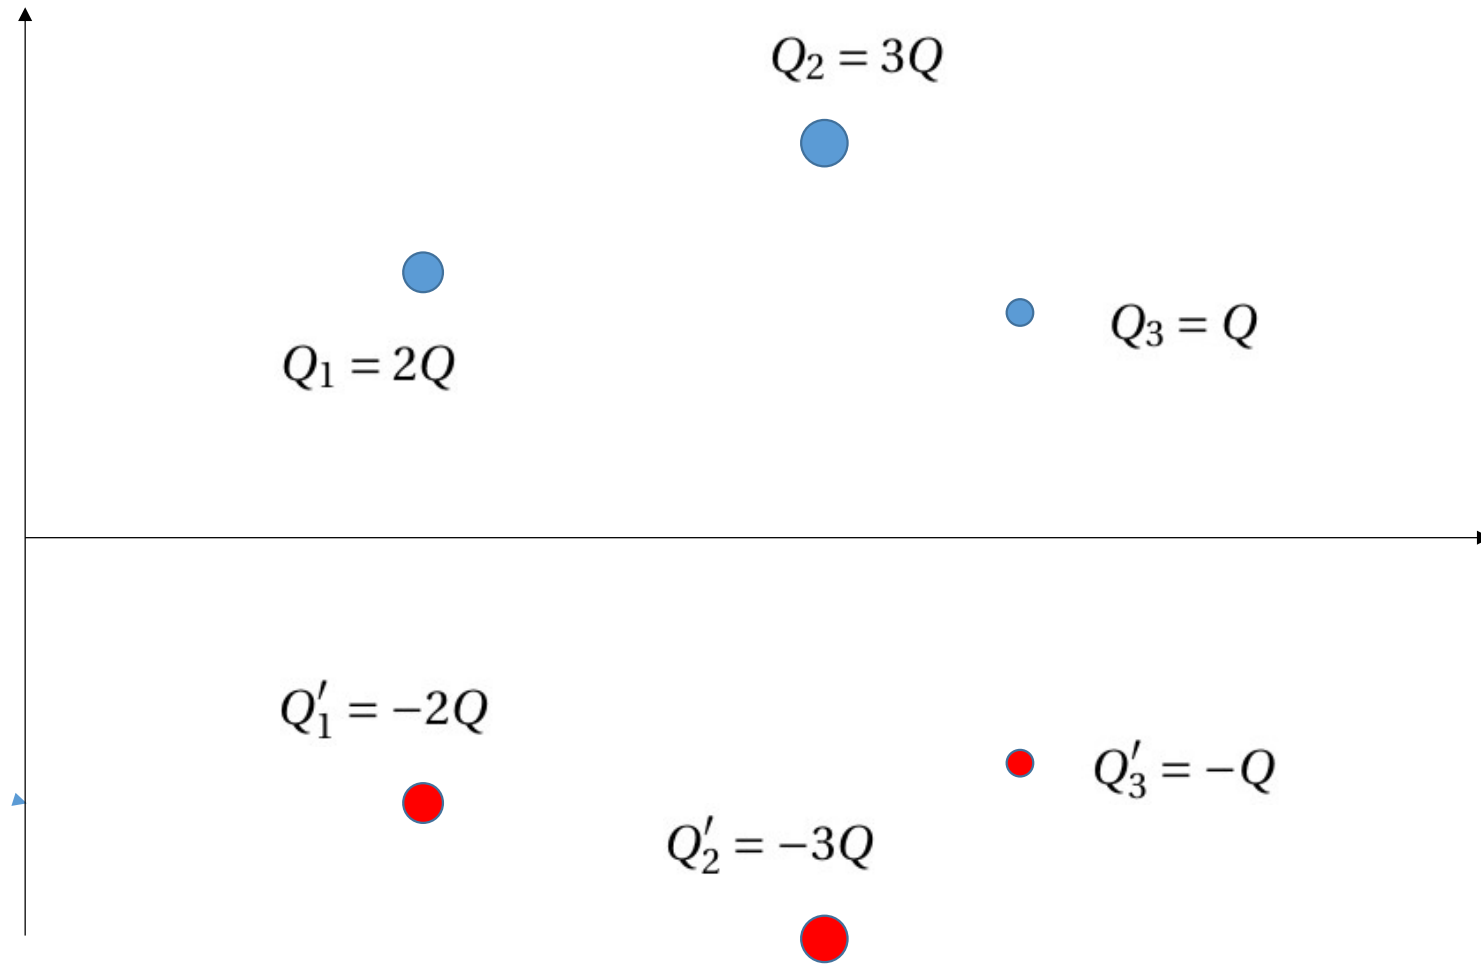 Q₂ = 3Q
Q₁ = 2Q
Q₃ = Q
Q′₁ = −2Q
Q′₃ = −Q
Q′₂ = −3Q